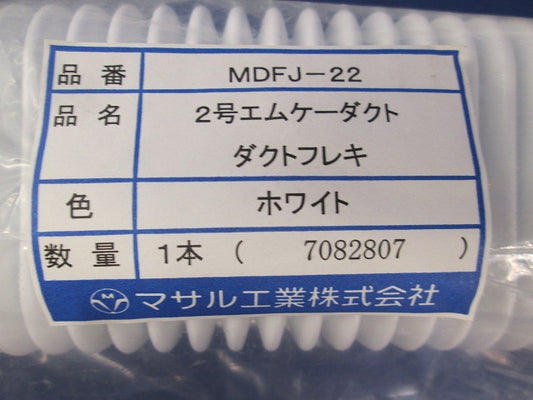 品番 MDFJ-22
品名 2号エムケーダクト
ダクトフレキ
色 ホワイト
数量 1本 ( 7082807 )
M マサル工業株式会社